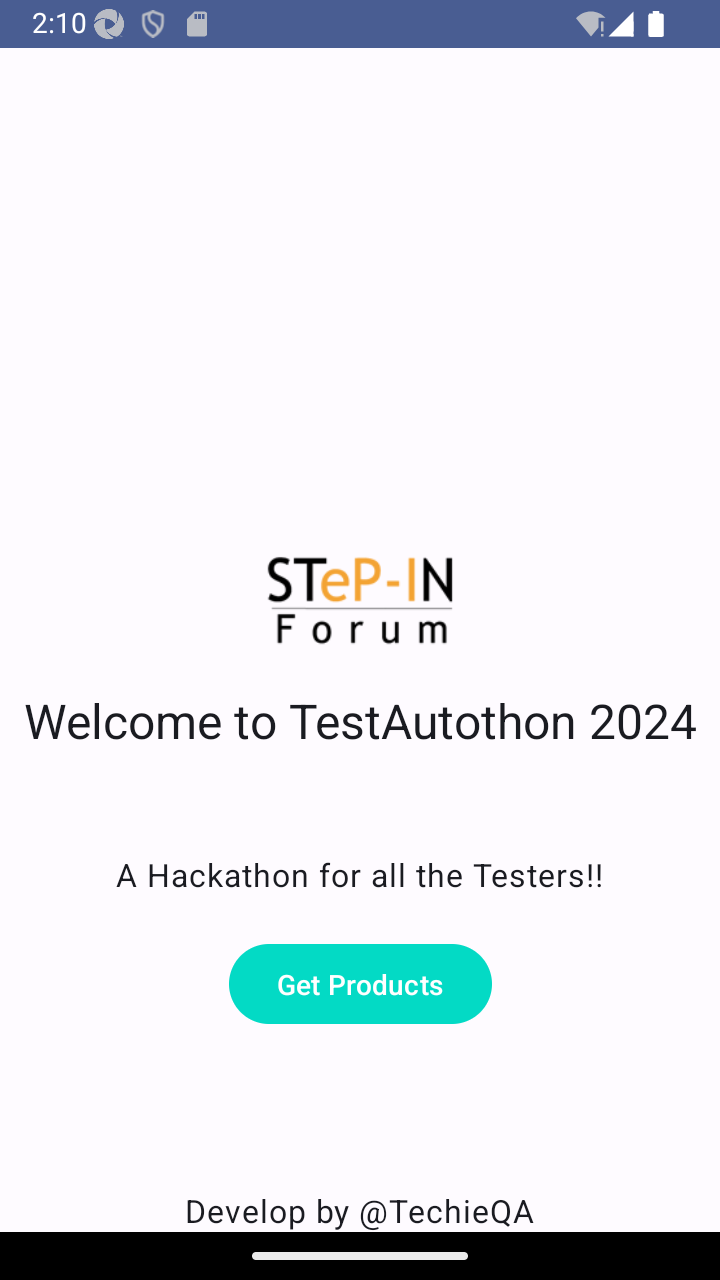 2:10
STeP-IN
Forum
Welcome to TestAutothon 2024
A Hackathon for all the Testers!!
Get Products
Develop by @TechieQA